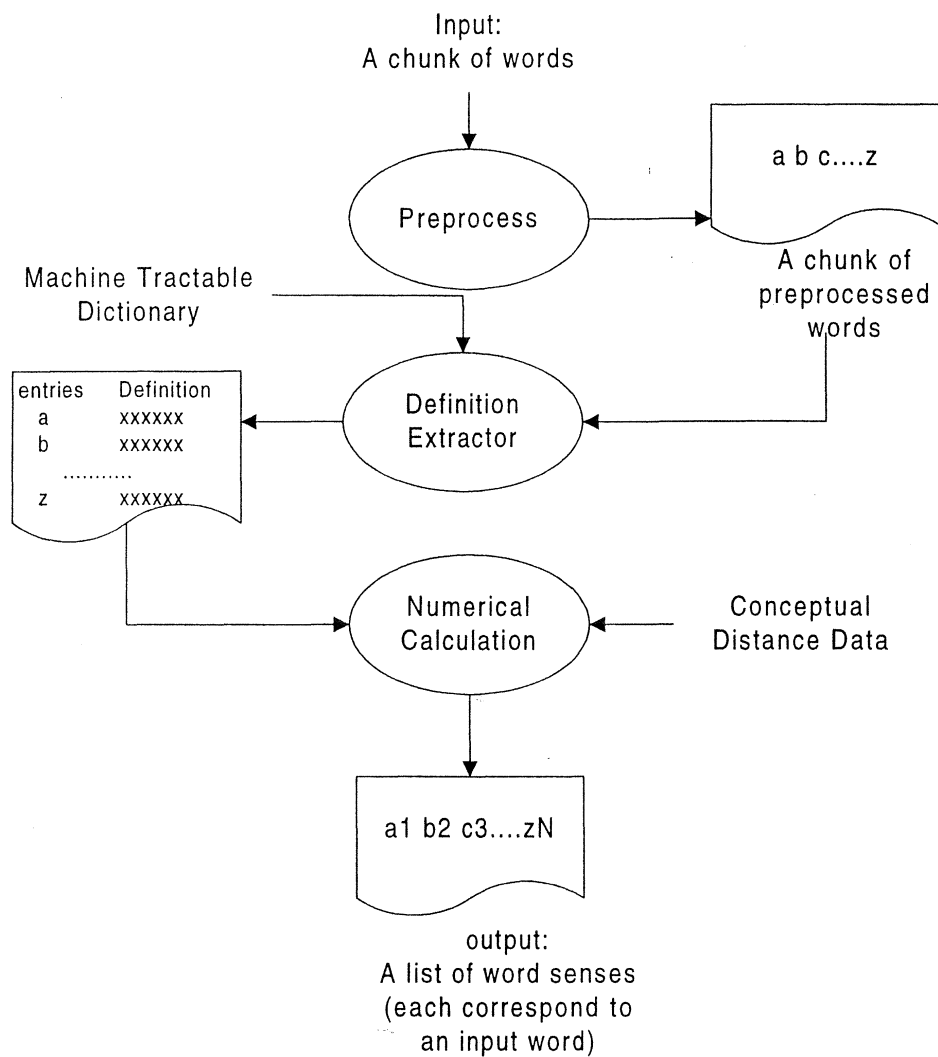 Input:
A chunk of words
a b c....z
Preprocess
A chunk of
preprocessed
words
Machine Tractable
Dictionary
Definition
Extractor
entries Definition
a xxxxxx
b xxxxxx
...........
z xxxxxx
Numerical
Calculation
Conceptual
Distance Data
a1 b2 c3....zN
output:
A list of word senses
(each correspond to
an input word)